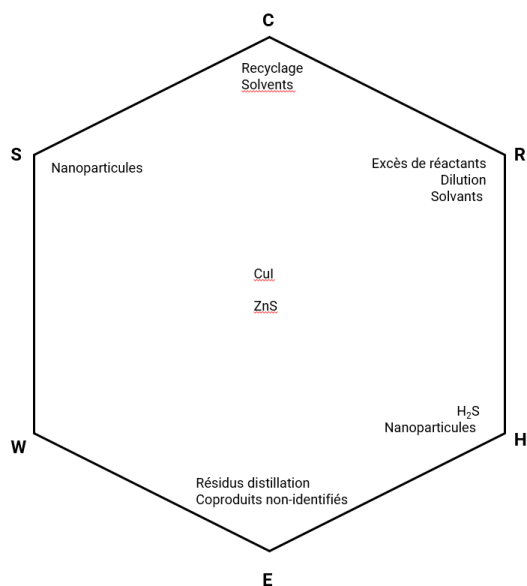 C
Recyclage
Solvents
S
R
Nanoparticules
Excès de réactants
Dilution
Solvants
CuI
ZnS
H₂S
Nanoparticules
W
H
Résidus distillation
Coproduits non-identifiés
E